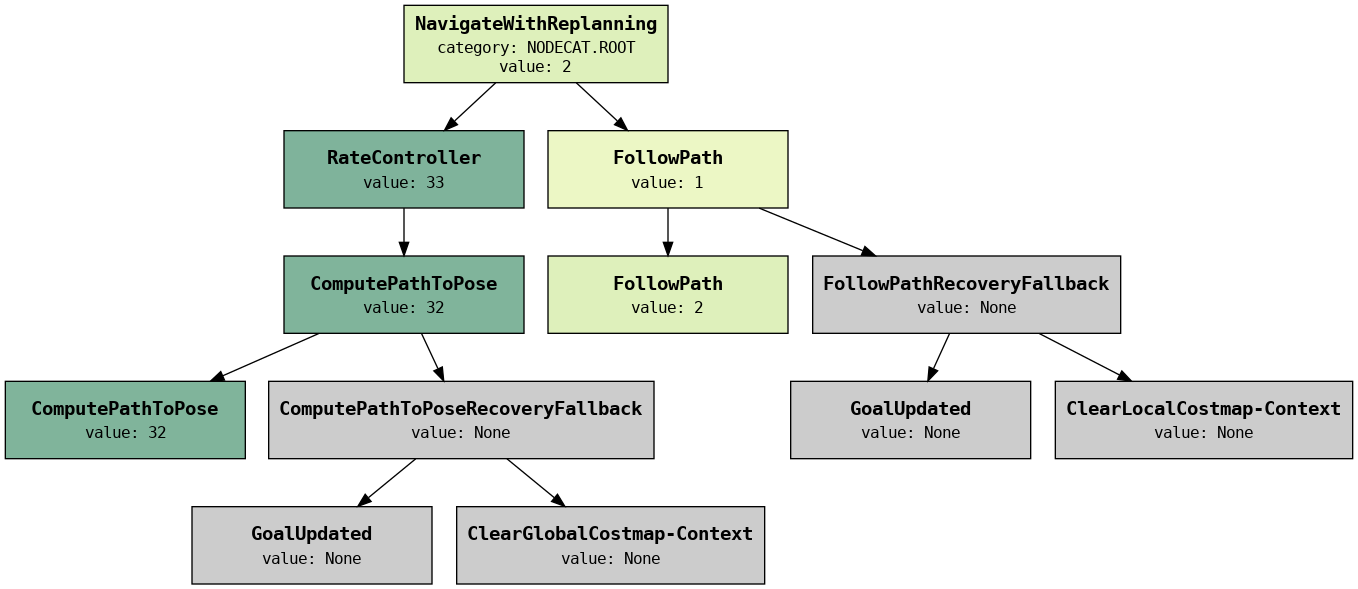 NavigateWithReplanning
category: NODECAT.ROOT
value: 2
RateController
value: 33
FollowPath
value: 1
ComputePathToPose
value: 32
FollowPath
value: 2
FollowPathRecoveryFallback
value: None
ComputePathToPose
value: 32
ComputePathToPoseRecoveryFallback
value: None
GoalUpdated
value: None
ClearLocalCostmap-Context
value: None
GoalUpdated
value: None
ClearGlobalCostmap-Context
value: None